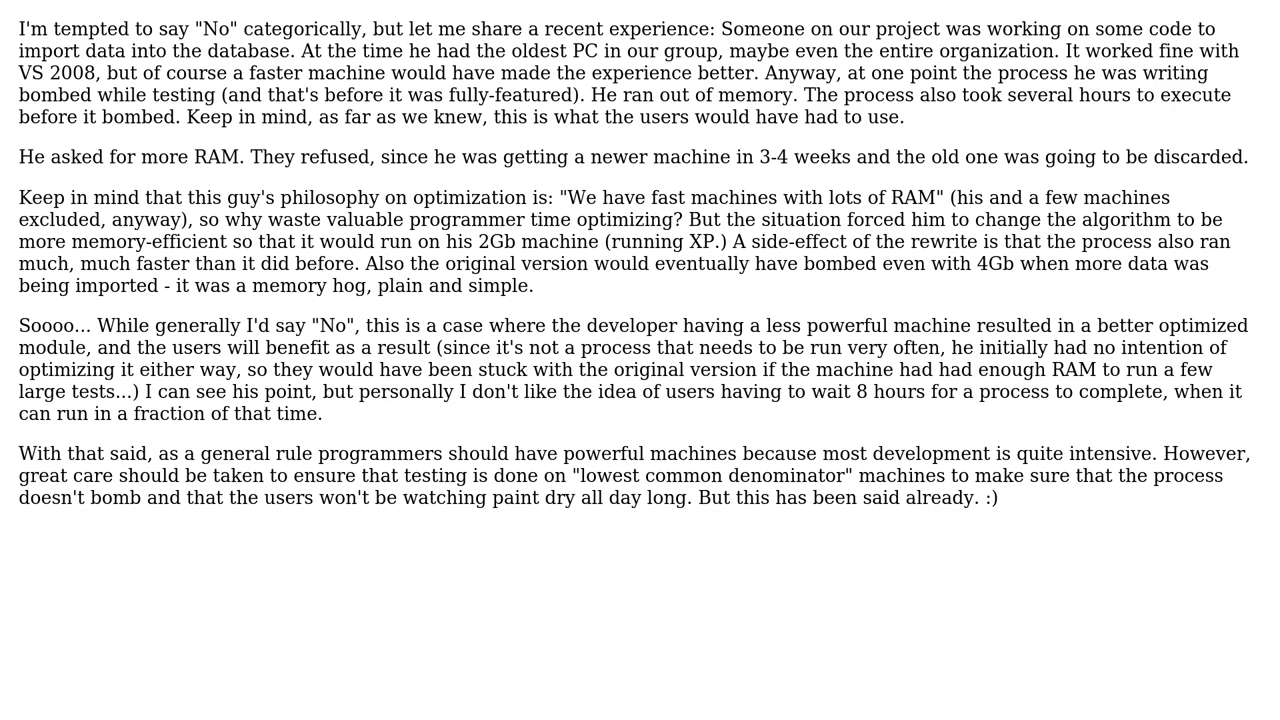 I'm tempted to say "No" categorically, but let me share a recent experience: Someone on our project was working on some code to
import data into the database. At the time he had the oldest PC in our group, maybe even the entire organization. It worked fine with
VS 2008, but of course a faster machine would have made the experience better. Anyway, at one point the process he was writing
bombed while testing (and that's before it was fully-featured). He ran out of memory. The process also took several hours to execute
before it bombed. Keep in mind, as far as we knew, this is what the users would have had to use.
He asked for more RAM. They refused, since he was getting a newer machine in 3-4 weeks and the old one was going to be discarded.
Keep in mind that this guy's philosophy on optimization is: "We have fast machines with lots of RAM" (his and a few machines
excluded, anyway), so why waste valuable programmer time optimizing? But the situation forced him to change the algorithm to be
more memory-efficient so that it would run on his 2Gb machine (running XP.) A side-effect of the rewrite is that the process also ran
much, much faster than it did before. Also the original version would eventually have bombed even with 4Gb when more data was
being imported - it was a memory hog, plain and simple.
Soooo... While generally I'd say "No", this is a case where the developer having a less powerful machine resulted in a better optimized
module, and the users will benefit as a result (since it's not a process that needs to be run very often, he initially had no intention of
optimizing it either way, so they would have been stuck with the original version if the machine had had enough RAM to run a few
large tests...) I can see his point, but personally I don't like the idea of users having to wait 8 hours for a process to complete, when it
can run in a fraction of that time.
With that said, as a general rule programmers should have powerful machines because most development is quite intensive. However,
great care should be taken to ensure that testing is done on "lowest common denominator" machines to make sure that the process
doesn't bomb and that the users won't be watching paint dry all day long. But this has been said already. :)